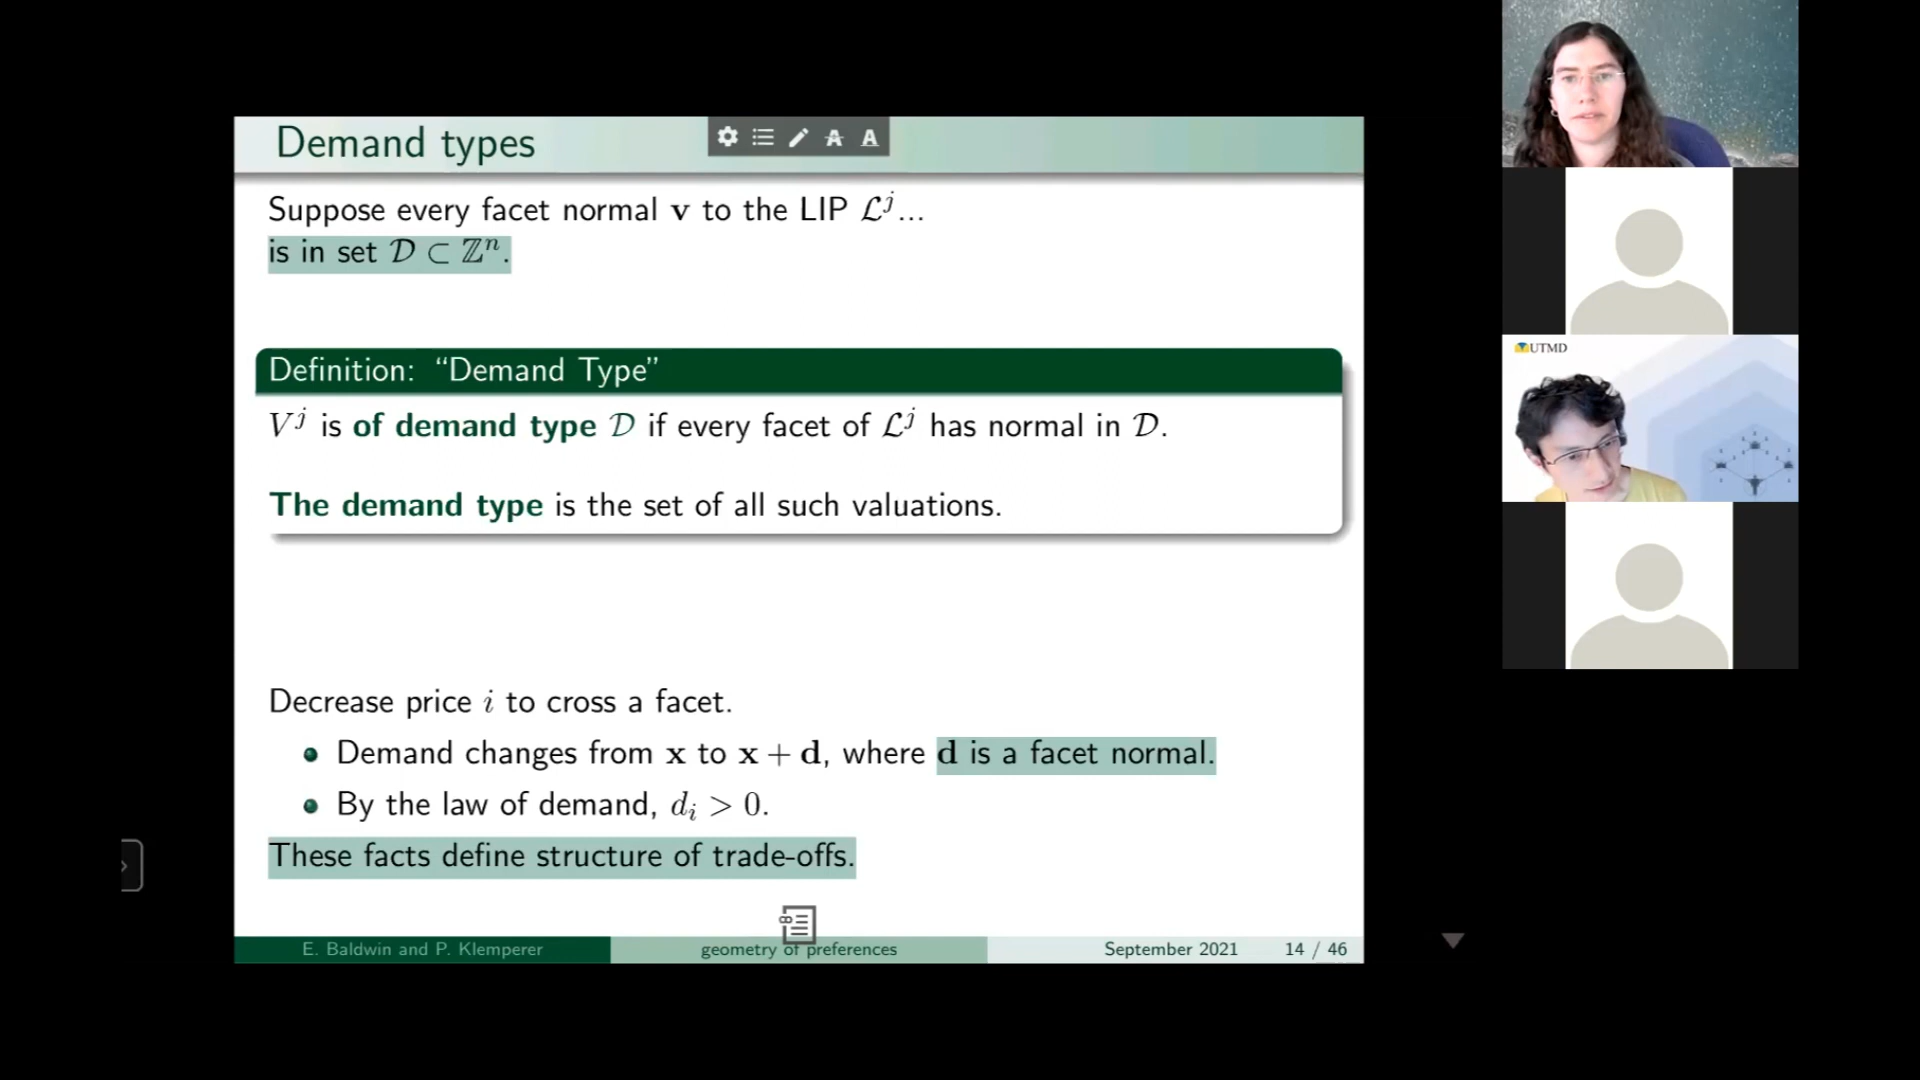 Demand types
Suppose every facet normal v to the LIP ℒʲ...
is in set 𝒟 ⊂ ℤⁿ.
Definition: “Demand Type”
Vʲ is of demand type 𝒟 if every facet of ℒʲ has normal in 𝒟.
The demand type is the set of all such valuations.
Decrease price i to cross a facet.
Demand changes from x to x + d, where d is a facet normal.
By the law of demand, dᵢ > 0.
These facts define structure of trade-offs.
E. Baldwin and P. Klemperer
geometry of preferences
September 2021
14 / 46
UTMD